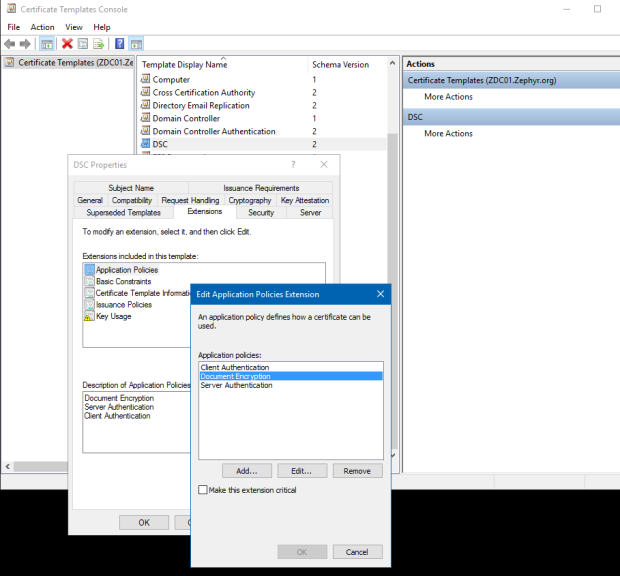 Certificate Templates Console
File Action View Help
Certificate Templates (ZDC01.Ze
Template Display Name Schema Version
Computer 1
Cross Certification Authority 2
Directory Email Replication 2
Domain Controller 1
Domain Controller Authentication 2
DSC 2
Actions
Certificate Templates (ZDC01.Zephyr.org)
More Actions
DSC
More Actions
DSC Properties
Subject Name Issuance Requirements
General Compatibility Request Handling Cryptography Key Attestation
Superseded Templates Extensions Security Server
To modify an extension, select it, and then click Edit.
Extensions included in this template:
Application Policies
Basic Constraints
Certificate Template Informatio
Issuance Policies
Key Usage
Description of Application Policies
Document Encryption
Server Authentication
Client Authentication
OK
Edit Application Policies Extension
An application policy defines how a certificate can be
used.
Application policies:
Client Authentication
Document Encryption
Server Authentication
Add... Edit... Remove
Make this extension critical
OK Cancel